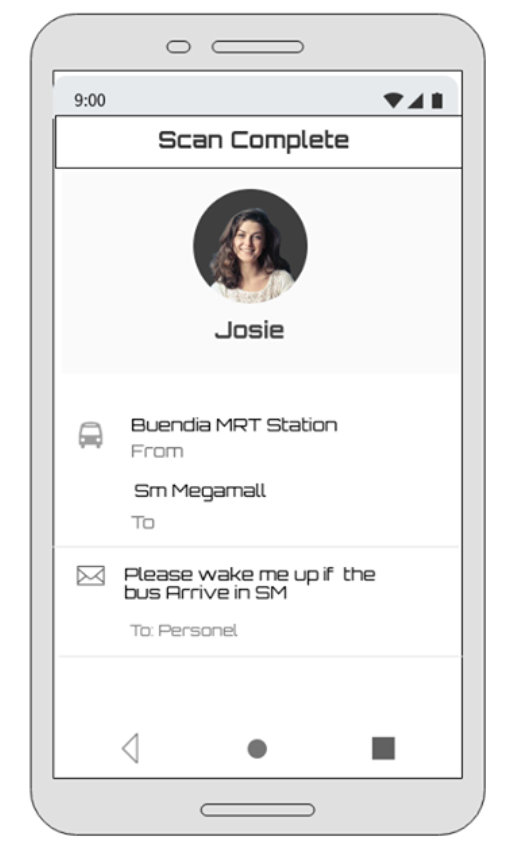 9:00
Scan Complete
Josie
Buendia MRT Station
From
Sm Megamall
To
Please wake me up if the
bus Arrive in SM
To: Personel